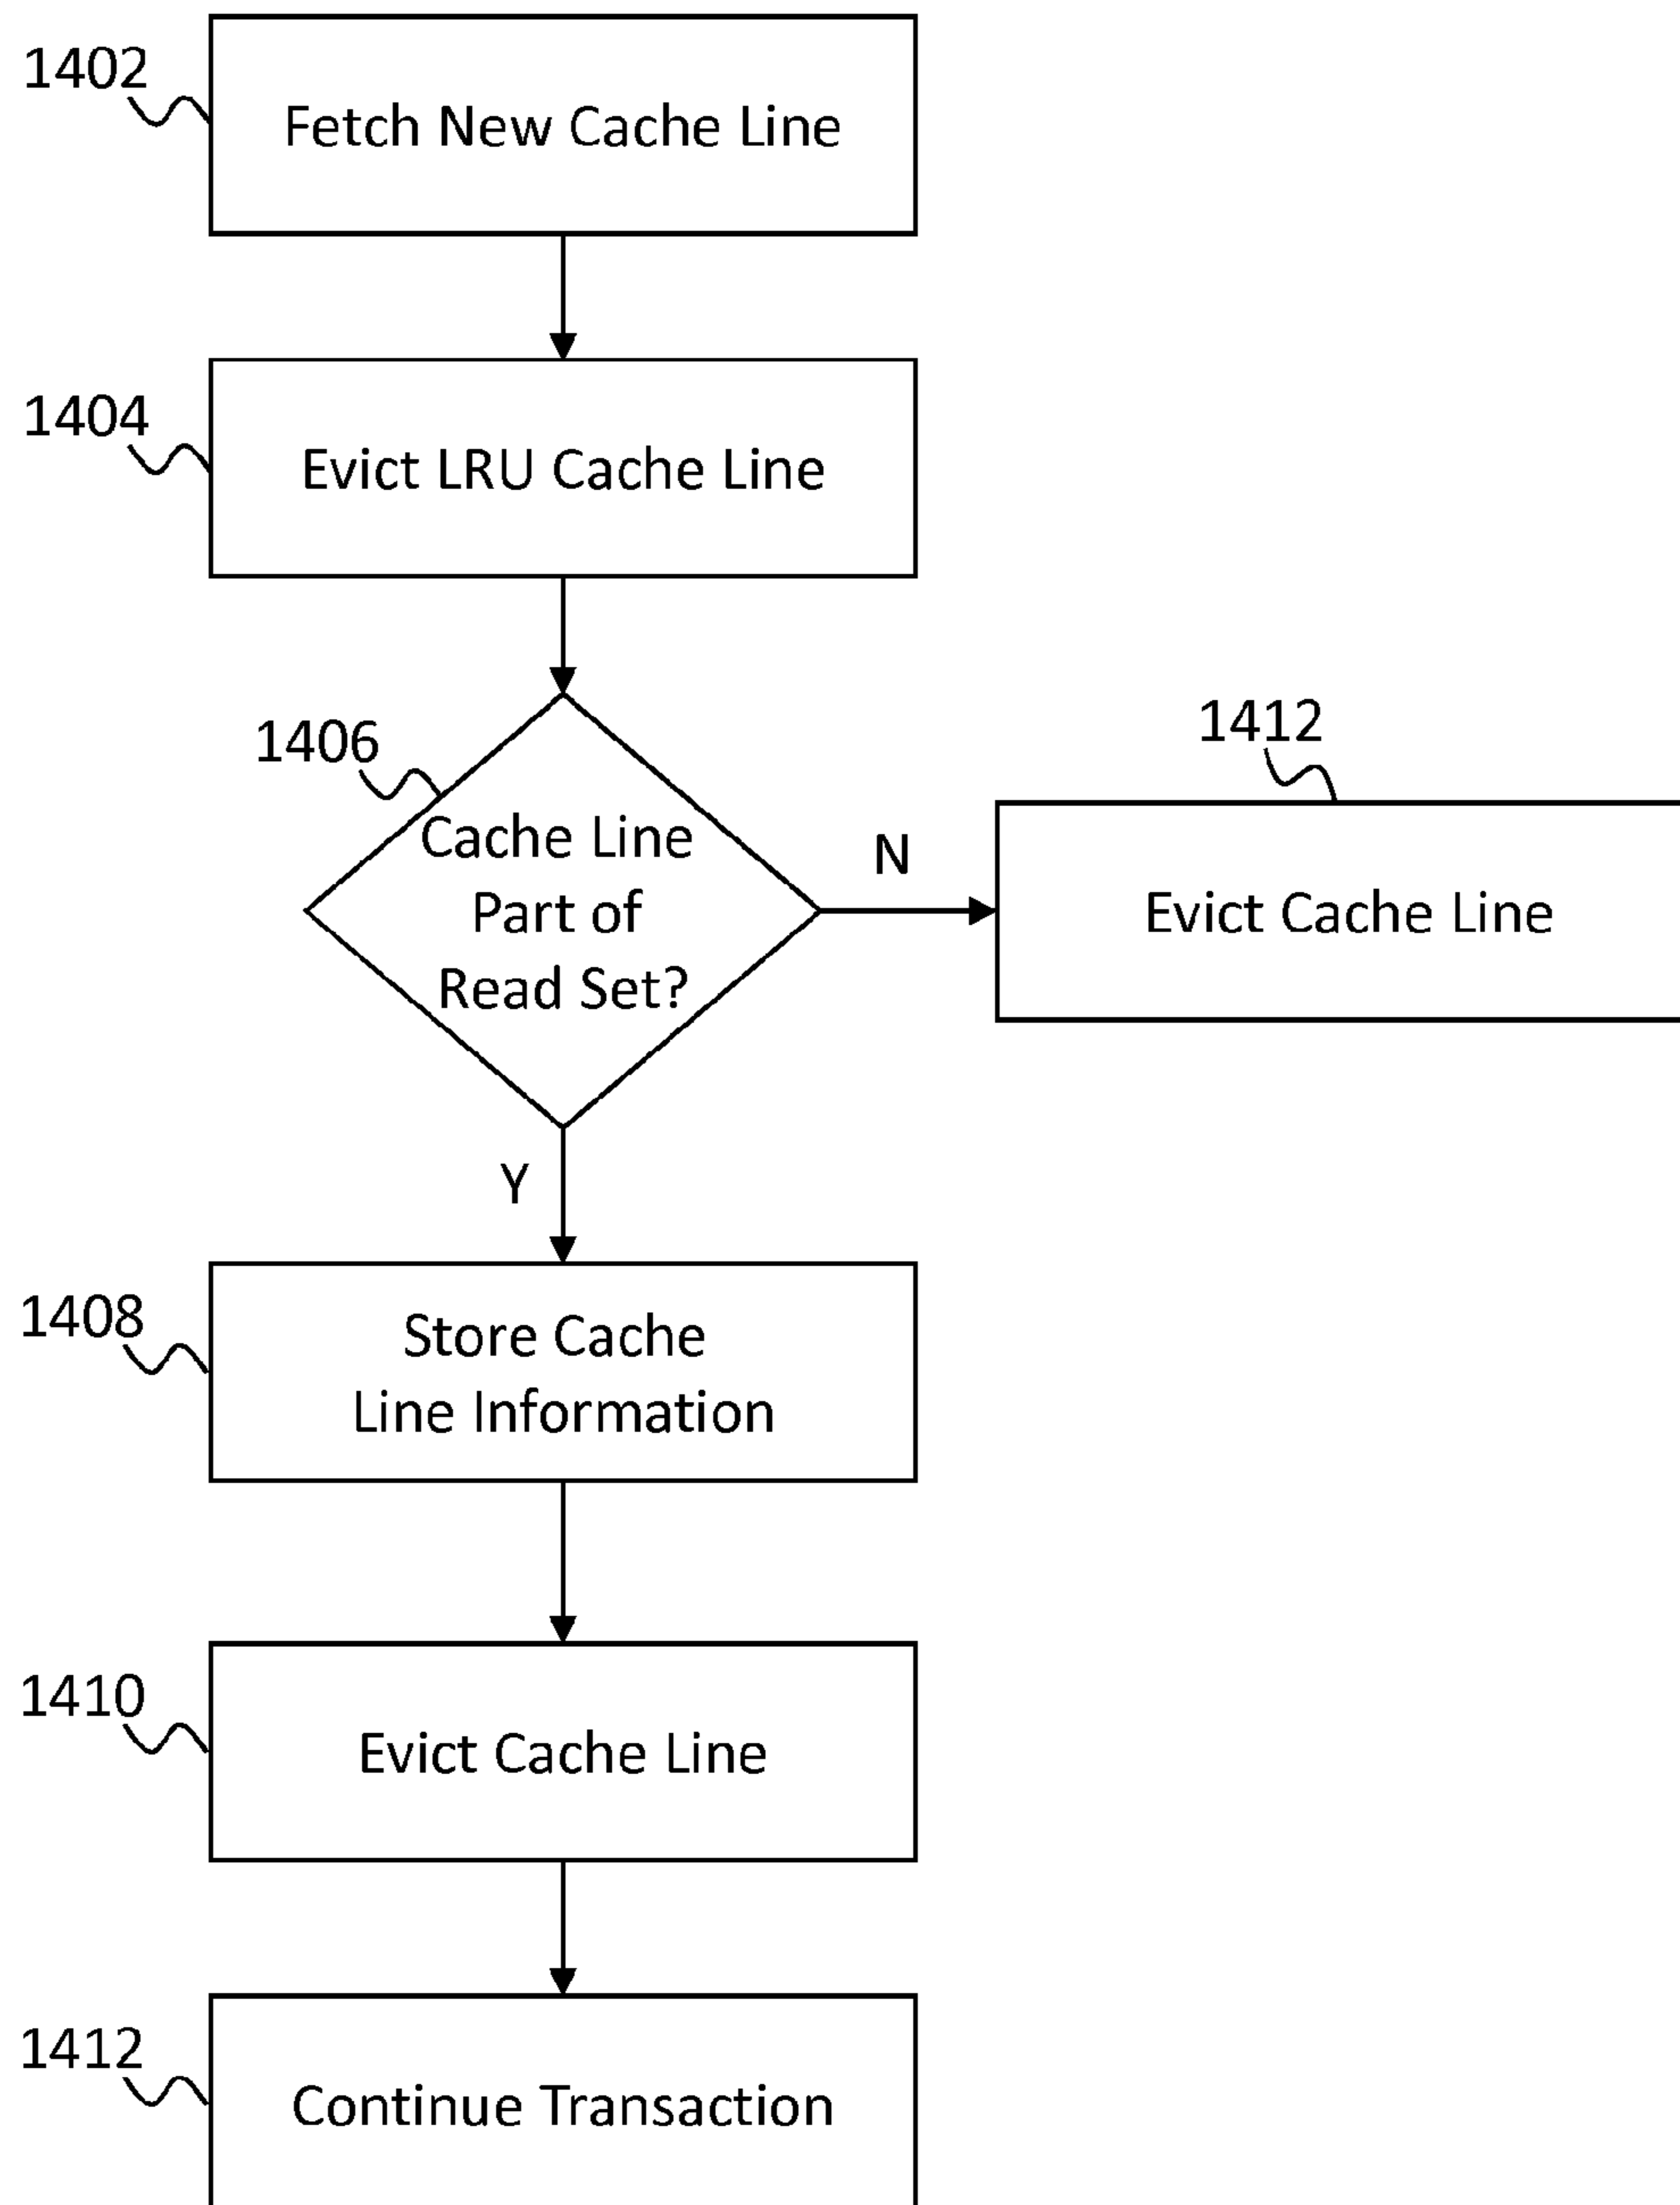 1402
Fetch New Cache Line
1404
Evict LRU Cache Line
1406
Cache Line
Part of
Read Set?
N
1412
Evict Cache Line
Y
1408
Store Cache
Line Information
1410
Evict Cache Line
1412
Continue Transaction